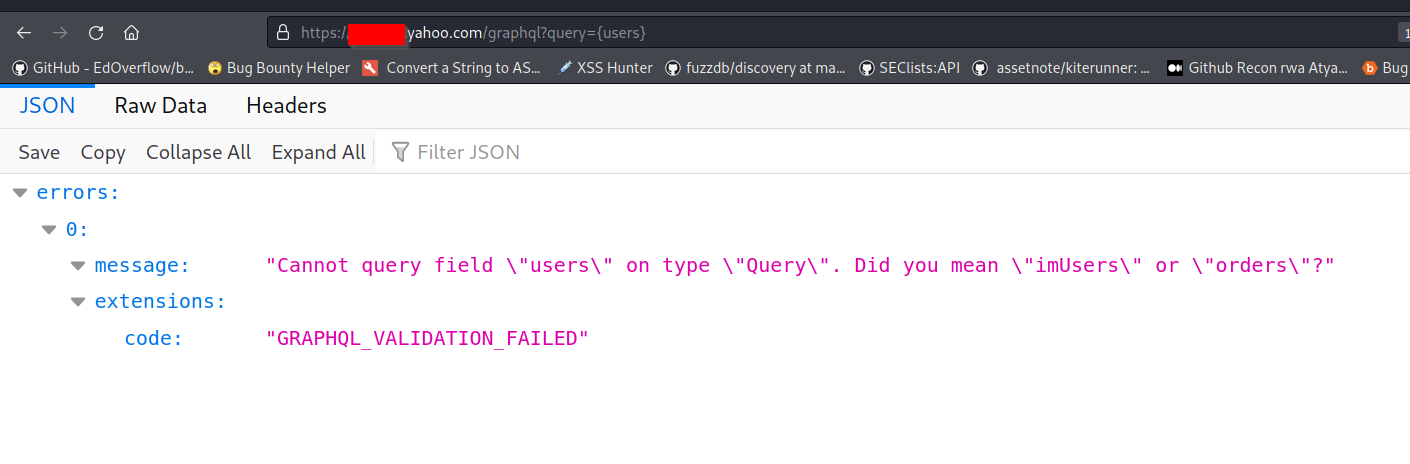 https://.yahoo.com/graphql?query={users}
1
GitHub - EdOverflow/b... Bug Bounty Helper Convert a String to AS... XSS Hunter fuzzdb/discovery at ma... SEClists:API assetnote/kiterunner: ... Github Recon rwa Atya... Bug
JSON Raw Data Headers
Save Copy Collapse All Expand All Filter JSON
errors:
0:
message: "Cannot query field \"users\" on type \"Query\". Did you mean \"imUsers\" or \"orders\"?"
extensions:
code: "GRAPHQL_VALIDATION_FAILED"